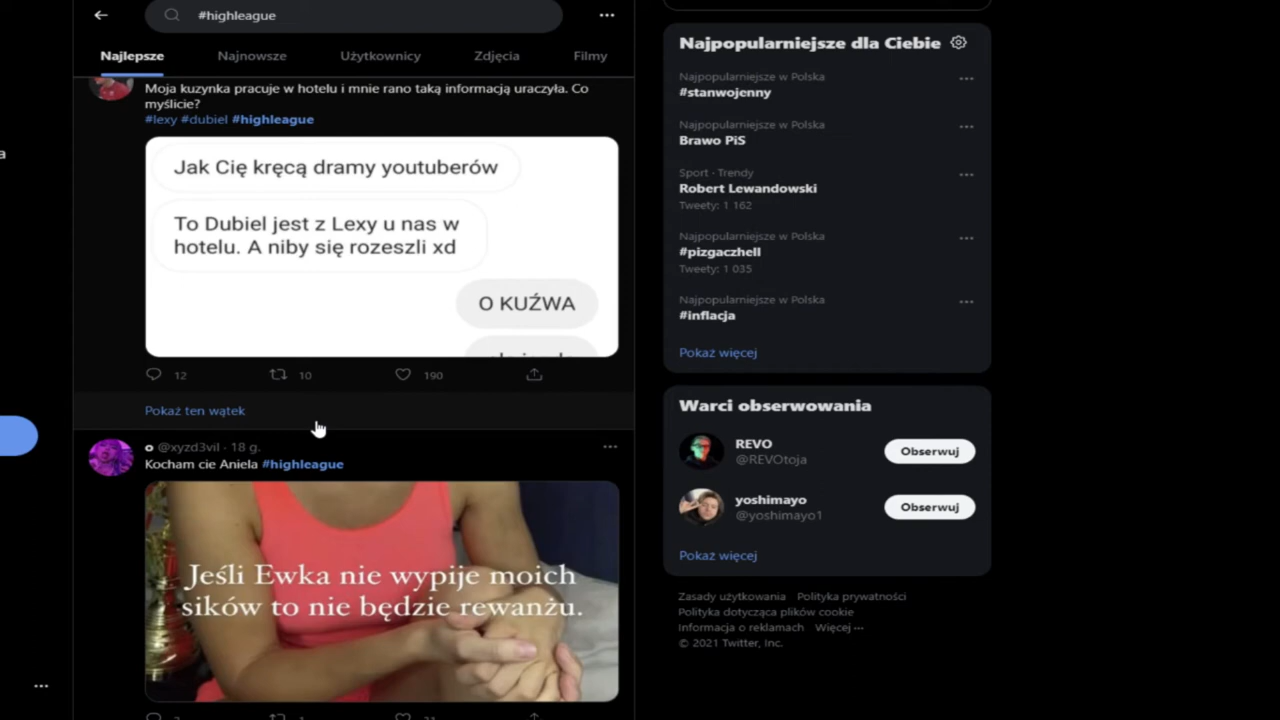 #highleague
Najlepsze
Najnowsze
Użytkownicy
Zdjęcia
Filmy
Moja kuzynka pracuje w hotelu i mnie rano taką informacją uraczyła. Co
myślicie?
#lexy #dubiel #highleague
Jak Cię kręcą dramy youtuberów
To Dubiel jest z Lexy u nas w
hotelu. A niby się rozeszli xd
O KUŹWA
12
10
190
Pokaż ten wątek
o @xyzd3vil · 18 g.
Kocham cie Aniela #highleague
Jeśli Ewka nie wypije moich
sików to nie będzie rewanżu.
Najpopularniejsze dla Ciebie
Najpopularniejsze w Polska
#stanwojenny
Najpopularniejsze w Polska
Brawo PiS
Sport · Trendy
Robert Lewandowski
Tweety: 1 162
Najpopularniejsze w Polska
#pizgaczhell
Tweety: 1 035
Najpopularniejsze w Polska
#inflacja
Pokaż więcej
Warci obserwowania
REVO
@REVOtoja
Obserwuj
yoshimayo
@yoshimayo1
Obserwuj
Pokaż więcej
Zasady użytkowania Polityka prywatności
Polityka dotycząca plików cookie
Informacja o reklamach Więcej ···
© 2021 Twitter, Inc.